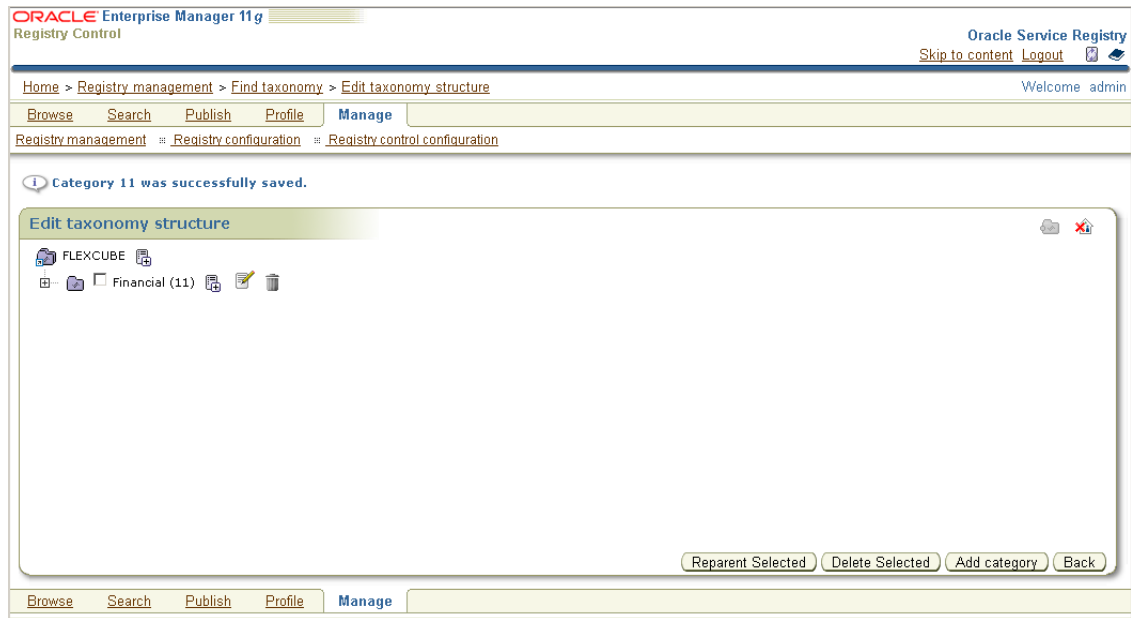 ORACLE Enterprise Manager 11g
Registry Control
Oracle Service Registry
Skip to content Logout
Home > Registry management > Find taxonomy > Edit taxonomy structure
Welcome admin
Browse Search Publish Profile Manage
Registry management Registry configuration Registry control configuration
Category 11 was successfully saved.
Edit taxonomy structure
FLEXCUBE
Financial (11)
Reparent Selected Delete Selected Add category Back
Browse Search Publish Profile Manage